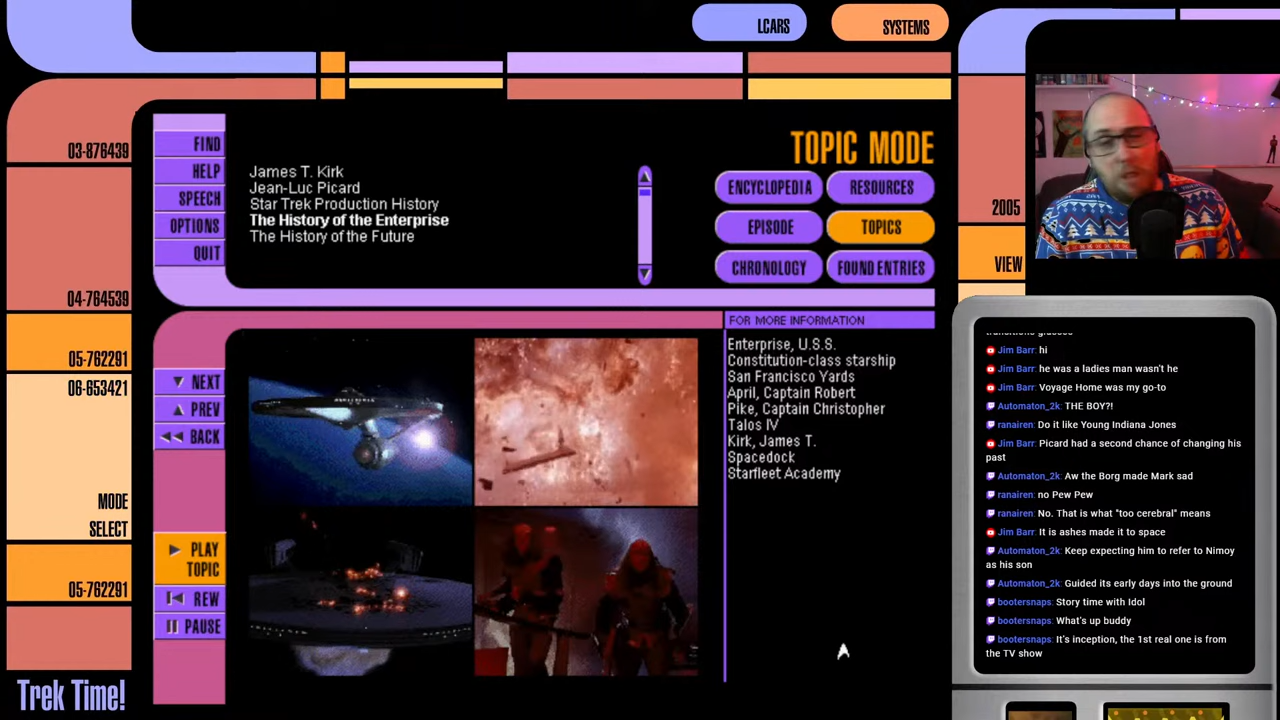 LCARS
SYSTEMS
03-876439
04-764539
05-762291
06-653421
MODE
SELECT
05-762291
Trek Time!
FIND
HELP
SPEECH
OPTIONS
QUIT
James T. Kirk
Jean-Luc Picard
Star Trek Production History
The History of the Enterprise
The History of the Future
TOPIC MODE
ENCYCLOPEDIA
RESOURCES
EPISODE
TOPICS
CHRONOLOGY
FOUND ENTRIES
NEXT
PREV
BACK
PLAY
TOPIC
REW
PAUSE
FOR MORE INFORMATION
Enterprise, U.S.S.
Constitution-class starship
San Francisco Yards
April, Captain Robert
Pike, Captain Christopher
Talos IV
Kirk, James T.
Spacedock
Starfleet Academy
2005
VIEW
Jim Barr: hi
Jim Barr: he was a ladies man wasn't he
Jim Barr: Voyage Home was my go-to
Automaton_2k: THE BOY?!
ranairen: Do it like Young Indiana Jones
Jim Barr: Picard had a second chance of changing his
past
Automaton_2k: Aw the Borg made Mark sad
ranairen: no Pew Pew
ranairen: No. That is what "too cerebral" means
Jim Barr: It is ashes made it to space
Automaton_2k: Keep expecting him to refer to Nimoy
as his son
Automaton_2k: Guided its early days into the ground
bootersnaps: Story time with Idol
bootersnaps: What's up buddy
bootersnaps: It's inception, the 1st real one is from
the TV show